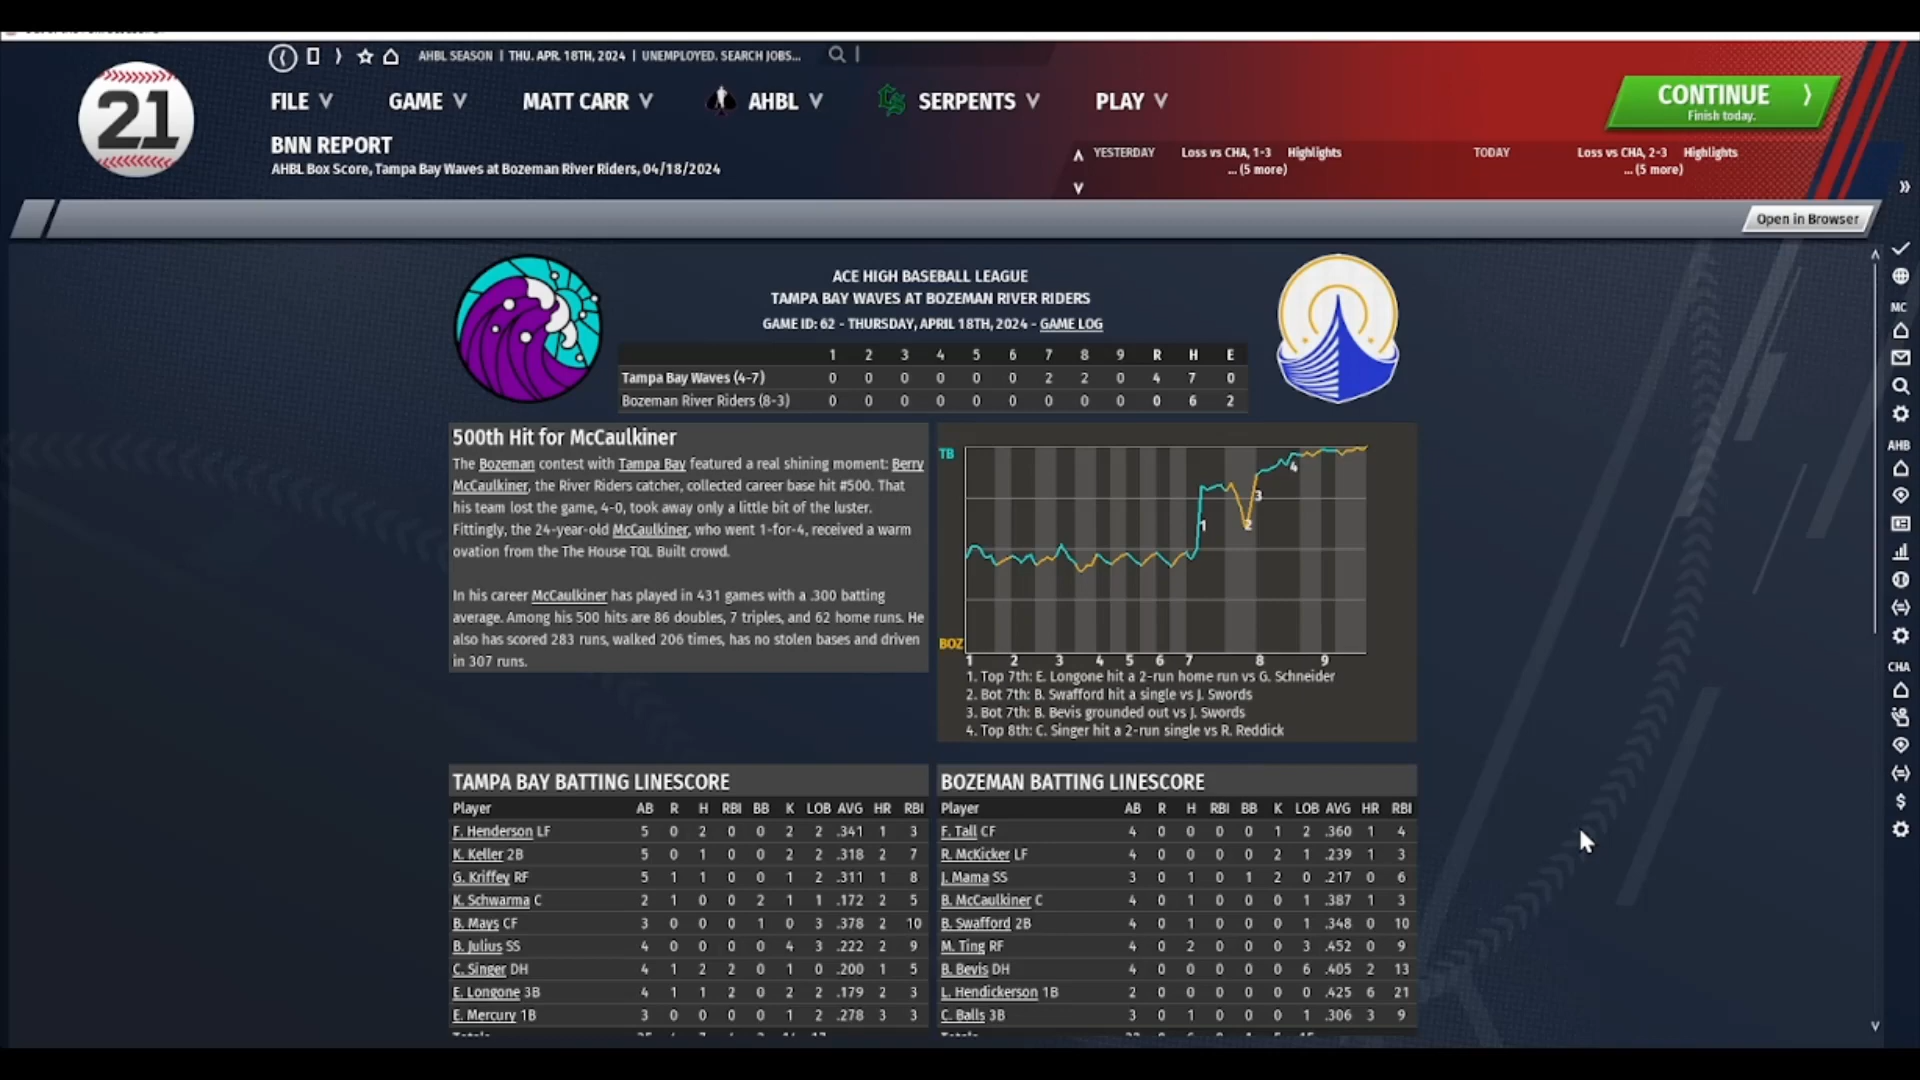 AHBL SEASON | THU. APR. 18TH, 2024 | UNEMPLOYED. SEARCH JOBS...
21
FILE GAME MATT CARR AHBL SERPENTS PLAY
CONTINUE
Finish today.
BNN REPORT
AHBL Box Score, Tampa Bay Waves at Bozeman River Riders, 04/18/2024
YESTERDAY Loss vs CHA, 1-3 Highlights
... (5 more)
TODAY Loss vs CHA, 2-3 Highlights
... (5 more)
Open in Browser
ACE HIGH BASEBALL LEAGUE
TAMPA BAY WAVES AT BOZEMAN RIVER RIDERS
GAME ID: 62 - THURSDAY, APRIL 18TH, 2024 - GAME LOG
1 2 3 4 5 6 7 8 9 R H E
Tampa Bay Waves (4-7) 0 0 0 0 0 0 2 2 0 4 7 0
Bozeman River Riders (8-3) 0 0 0 0 0 0 0 0 0 0 6 2
500th Hit for McCaulkiner
The Bozeman contest with Tampa Bay featured a real shining moment: Berry
McCaulkiner, the River Riders catcher, collected career base hit #500. That
his team lost the game, 4-0, took away only a little bit of the luster.
Fittingly, the 24-year-old McCaulkiner, who went 1-for-4, received a warm
ovation from the The House TQL Built crowd.
In his career McCaulkiner has played in 431 games with a .300 batting
average. Among his 500 hits are 86 doubles, 7 triples, and 62 home runs. He
also has scored 283 runs, walked 206 times, has no stolen bases and driven
in 307 runs.
TB
4
3
1 2
BOZ
1 2 3 4 5 6 7 8 9
1. Top 7th: E. Longone hit a 2-run home run vs G. Schneider
2. Bot 7th: B. Swafford hit a single vs J. Swords
3. Bot 7th: B. Bevis grounded out vs J. Swords
4. Top 8th: C. Singer hit a 2-run single vs R. Reddick
TAMPA BAY BATTING LINESCORE
Player AB R H RBI BB K LOB AVG HR RBI
F. Henderson LF 5 0 2 0 0 2 2 .341 1 3
K. Keller 2B 5 0 1 0 0 2 2 .318 2 7
G. Kriffey RF 5 1 1 0 0 1 2 .311 1 8
K. Schwarma C 2 1 0 0 2 1 1 .172 2 5
B. Mays CF 3 0 0 0 1 0 3 .378 2 10
B. Julius SS 4 0 0 0 0 4 3 .222 2 9
C. Singer DH 4 1 2 2 0 1 0 .200 1 5
E. Longone 3B 4 1 1 2 0 2 2 .179 2 3
E. Mercury 1B 3 0 0 0 0 1 2 .278 3 3
BOZEMAN BATTING LINESCORE
Player AB R H RBI BB K LOB AVG HR RBI
F. Tall CF 4 0 0 0 0 1 2 .360 1 4
R. McKicker LF 4 0 0 0 0 2 1 .239 1 3
J. Mama SS 3 0 1 0 1 2 0 .217 0 6
B. McCaulkiner C 4 0 1 0 0 0 1 .387 1 3
B. Swafford 2B 4 0 1 0 0 0 1 .348 0 10
M. Ting RF 4 0 2 0 0 0 3 .452 0 9
B. Bevis DH 4 0 0 0 0 0 6 .405 2 13
L. Hendickerson 1B 2 0 0 0 0 0 0 .425 6 21
C. Balls 3B 3 0 1 0 0 0 1 .306 3 9
MC
AHB
CHA
$